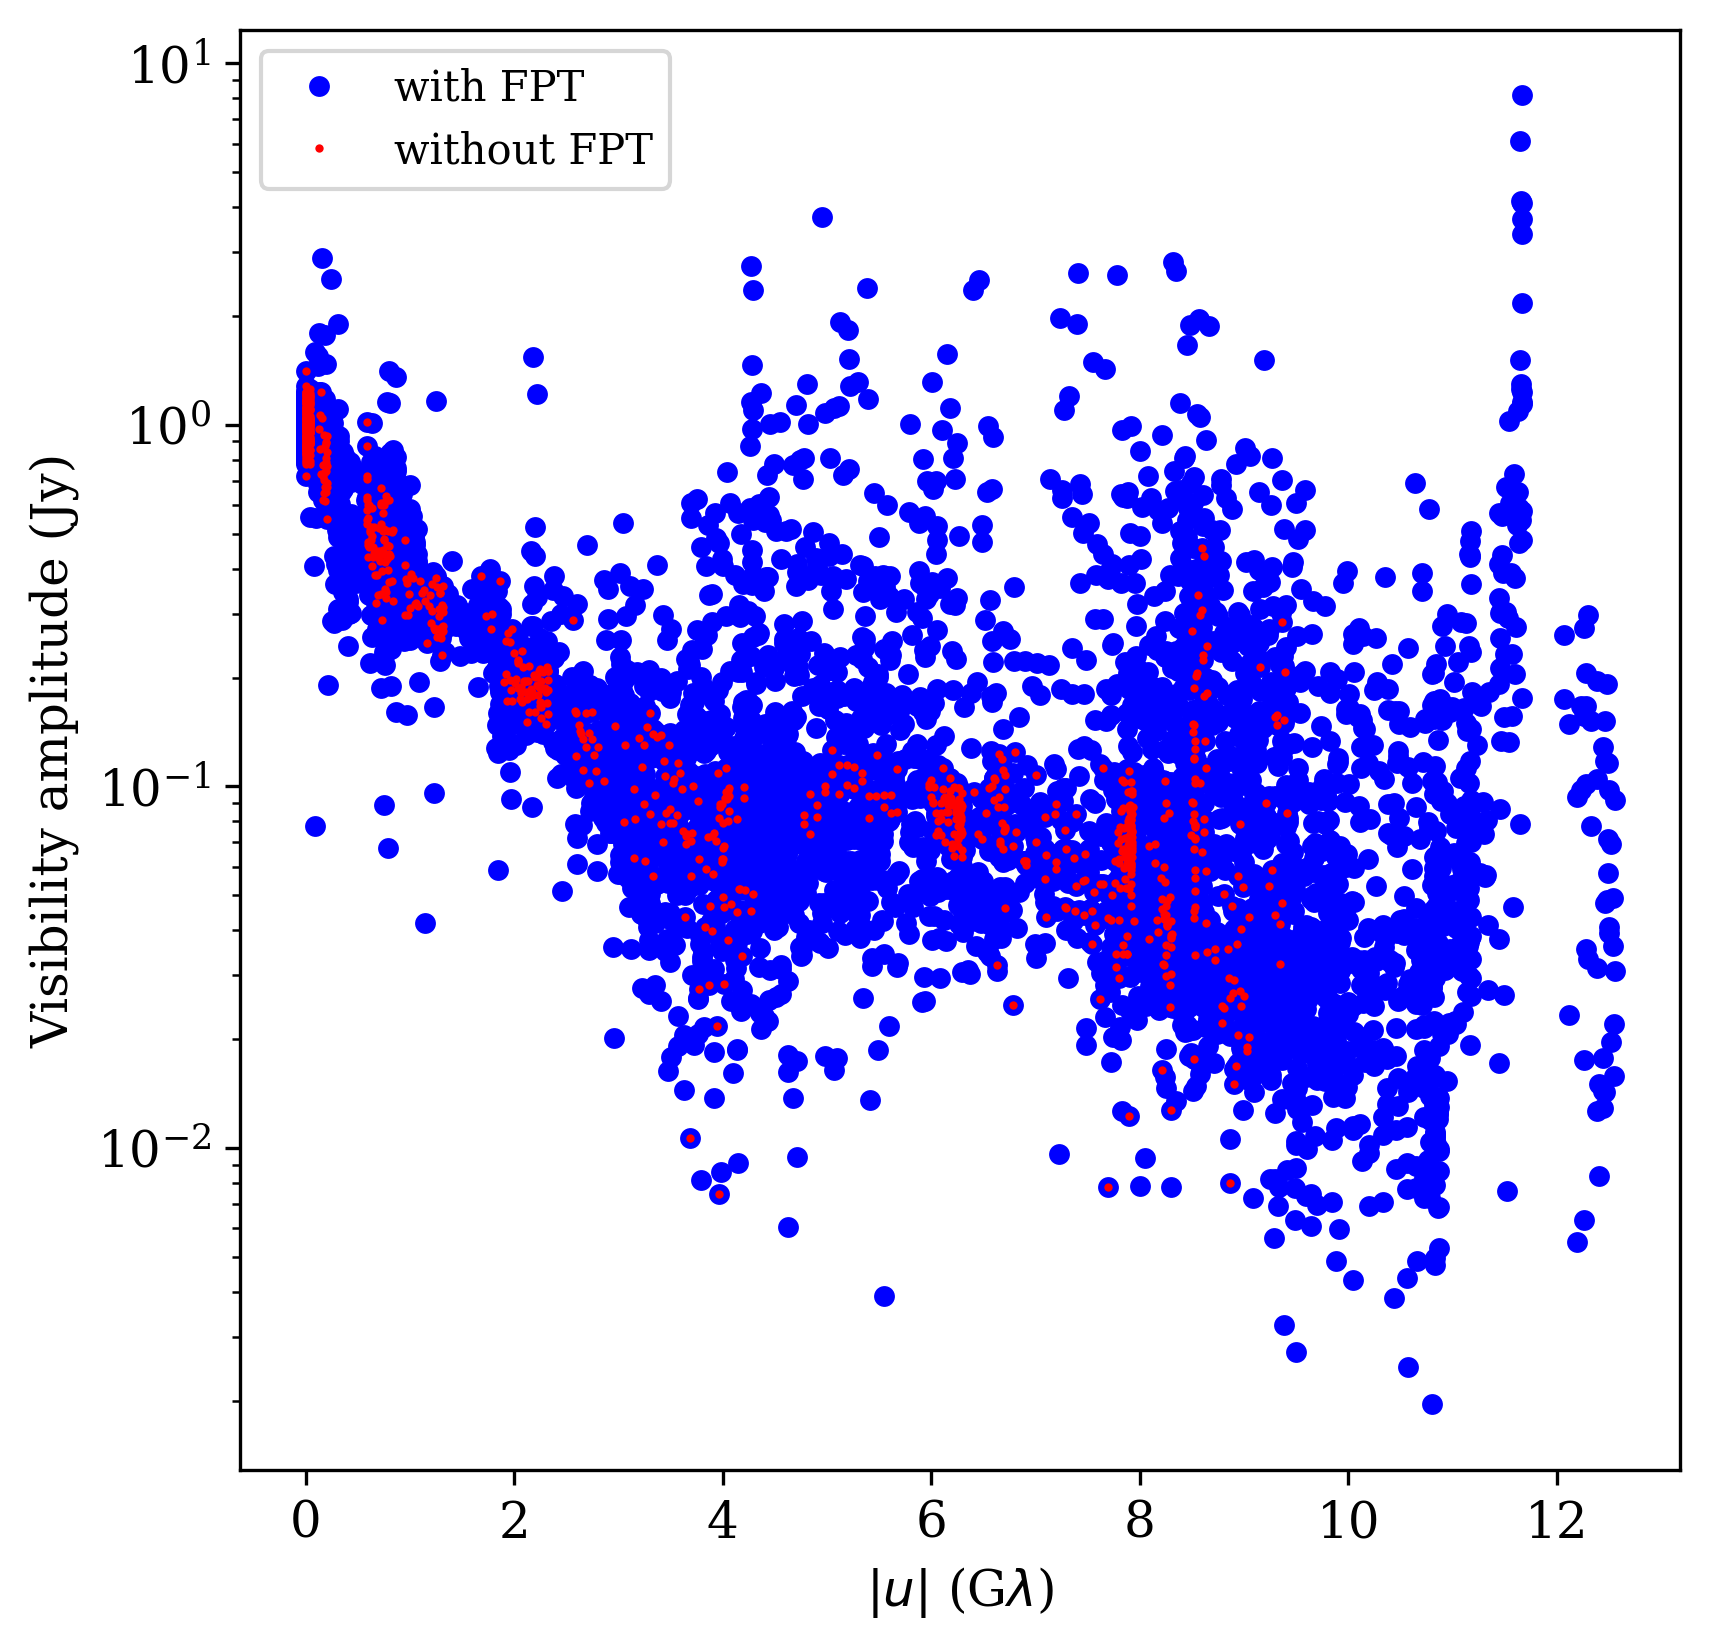 with FPT
without FPT
Visibility amplitude (Jy)
10¹
10⁰
10⁻¹
10⁻²
0 2 4 6 8 10 12
|u| (Gλ)